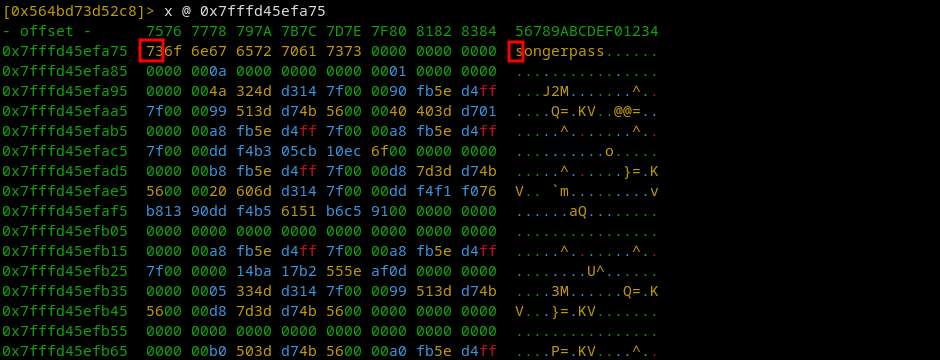 [0x564bd73d52c8]> x @ 0x7fffd45efa75
- offset -       7576 7778 797A 7B7C 7D7E 7F80 8182 8384  56789ABCDEF01234
0x7fffd45efa75  736f 6e67 6572 7061 7373 0000 0000 0000  songerpass......
0x7fffd45efa85  0000 000a 0000 0000 0000 0001 0000 0000  ................
0x7fffd45efa95  0000 004a 324d d314 7f00 0090 fb5e d4ff  ...J2M.......^..
0x7fffd45efaa5  7f00 0099 513d d74b 5600 0040 403d d701  ....Q=.KV..@@=..
0x7fffd45efab5  0000 00a8 fb5e d4ff 7f00 00a8 fb5e d4ff  .....^.......^..
0x7fffd45efac5  7f00 00dd f4b3 05cb 10ec 6f00 0000 0000  ..........o.....
0x7fffd45efad5  0000 00b8 fb5e d4ff 7f00 00d8 7d3d d74b  .....^......}=.K
0x7fffd45efae5  5600 0020 606d d314 7f00 00dd f4f1 f076  V.. `m.........v
0x7fffd45efaf5  b813 90dd f4b5 6151 b6c5 9100 0000 0000  ......aQ........
0x7fffd45efb05  0000 0000 0000 0000 0000 0000 0000 0000  ................
0x7fffd45efb15  0000 00a8 fb5e d4ff 7f00 00a8 fb5e d4ff  .....^.......^..
0x7fffd45efb25  7f00 0000 14ba 17b2 555e af0d 0000 0000  ........U^......
0x7fffd45efb35  0000 0005 334d d314 7f00 0099 513d d74b  ....3M......Q=.K
0x7fffd45efb45  5600 00d8 7d3d d74b 5600 0000 0000 0000  V...}=.KV.......
0x7fffd45efb55  0000 0000 0000 0000 0000 0000 0000 0000  ................
0x7fffd45efb65  0000 00b0 503d d74b 5600 00a0 fb5e d4ff  ....P=.KV....^..